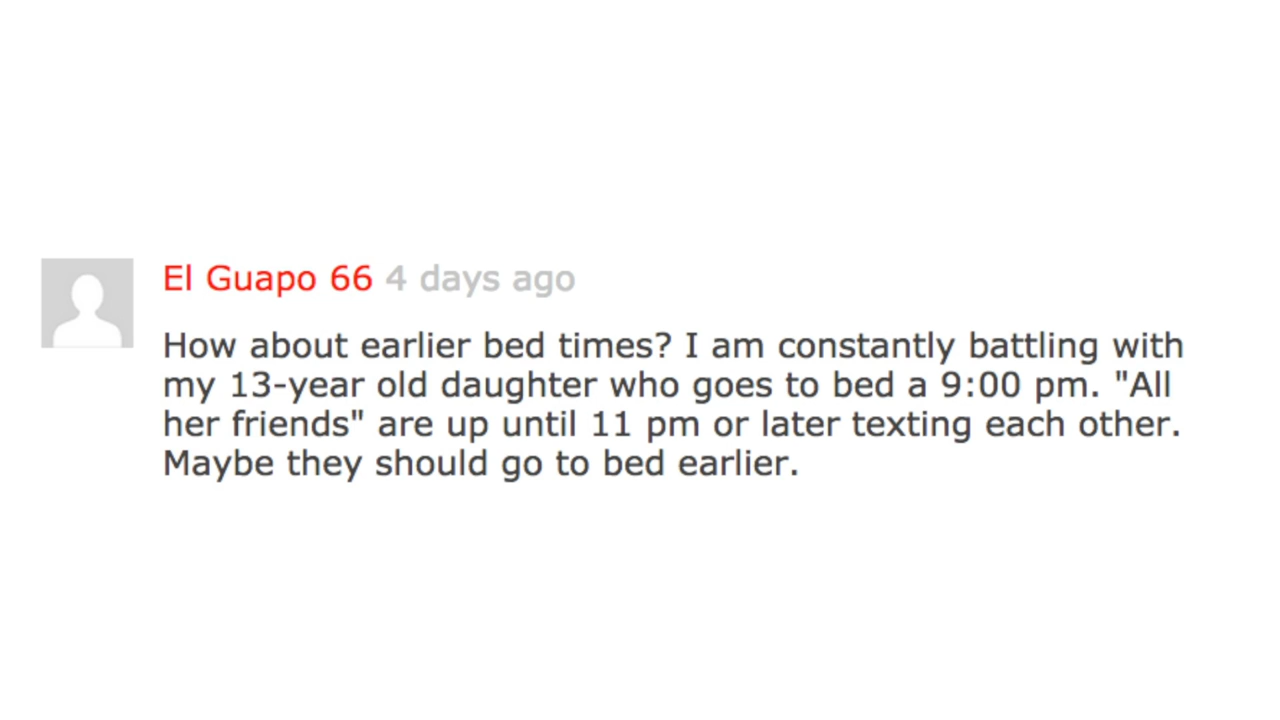 El Guapo 66 4 days ago
How about earlier bed times? I am constantly battling with
my 13-year old daughter who goes to bed a 9:00 pm. "All
her friends" are up until 11 pm or later texting each other.
Maybe they should go to bed earlier.